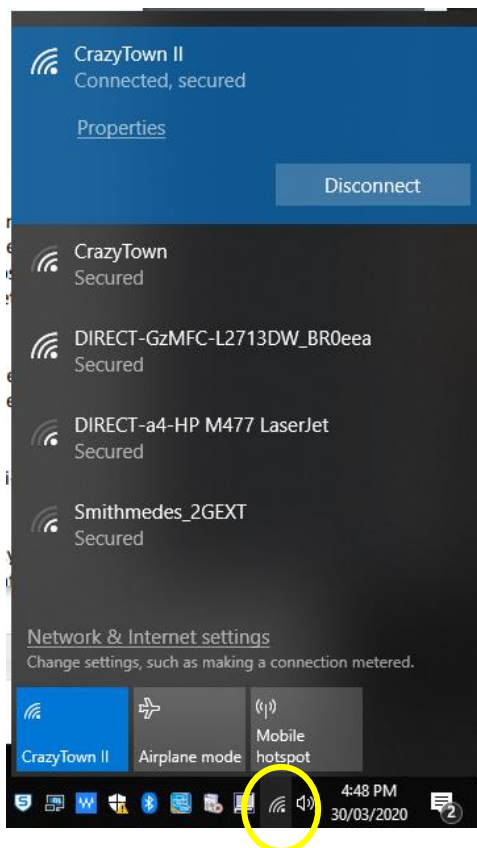 CrazyTown II
Connected, secured
Properties
Disconnect
CrazyTown
Secured
DIRECT-GzMFC-L2713DW_BR0eea
Secured
DIRECT-a4-HP M477 LaserJet
Secured
Smithmedes_2GEXT
Secured
Network & Internet settings
Change settings, such as making a connection metered.
CrazyTown II
Airplane mode
Mobile
hotspot
4:48 PM
30/03/2020
2